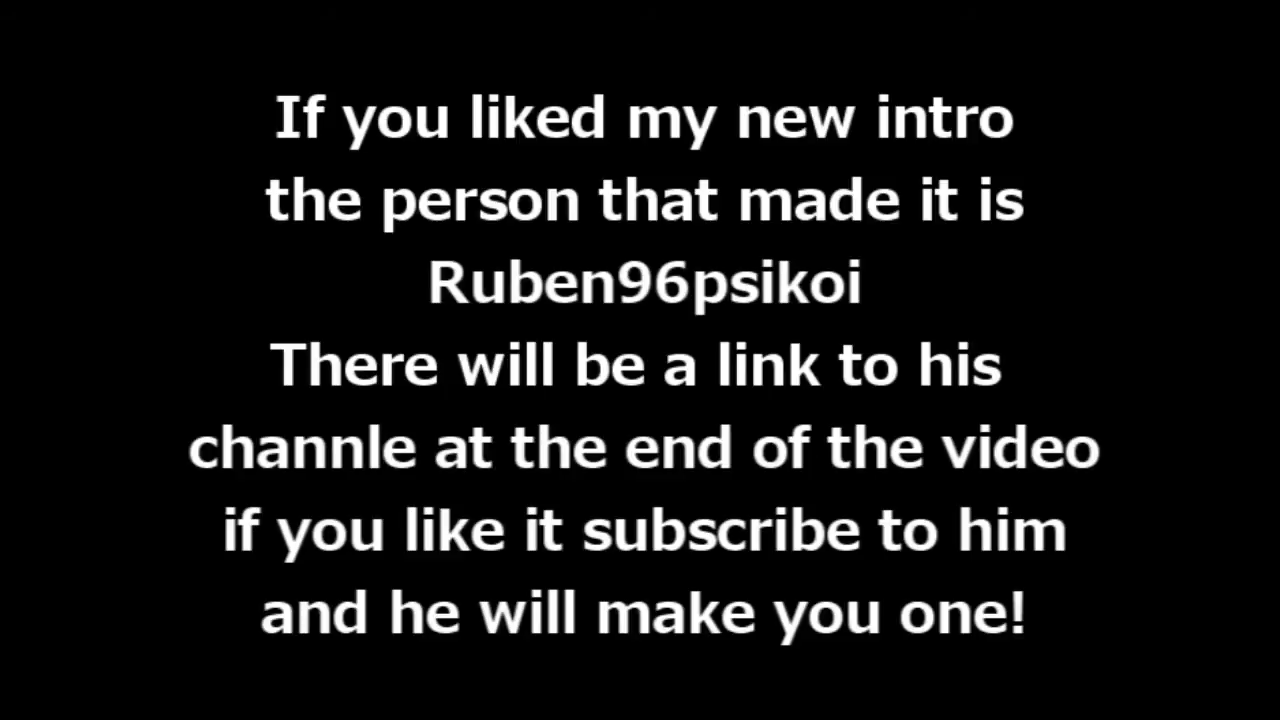 If you liked my new intro
the person that made it is
Ruben96psikoi
There will be a link to his
channle at the end of the video
if you like it subscribe to him
and he will make you one!